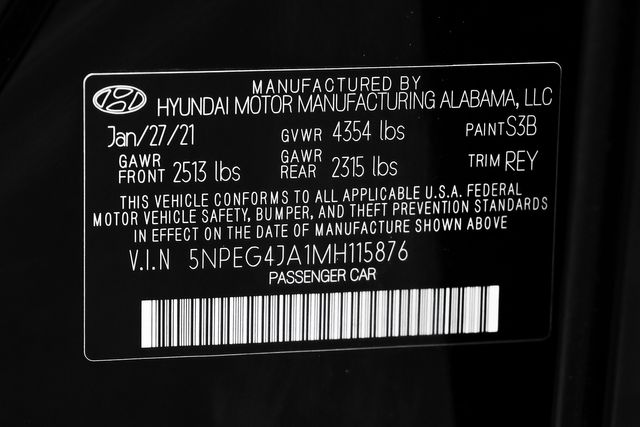 MANUFACTURED BY
HYUNDAI MOTOR MANUFACTURING ALABAMA, LLC
Jan/27/21 GVWR 4354 lbs PAINT S3B
GAWR FRONT 2513 lbs GAWR REAR 2315 lbs TRIM REY
THIS VEHICLE CONFORMS TO ALL APPLICABLE U.S.A. FEDERAL
MOTOR VEHICLE SAFETY, BUMPER, AND THEFT PREVENTION STANDARDS
IN EFFECT ON THE DATE OF MANUFACTURE SHOWN ABOVE
V.I.N 5NPEG4JA1MH115876
PASSENGER CAR